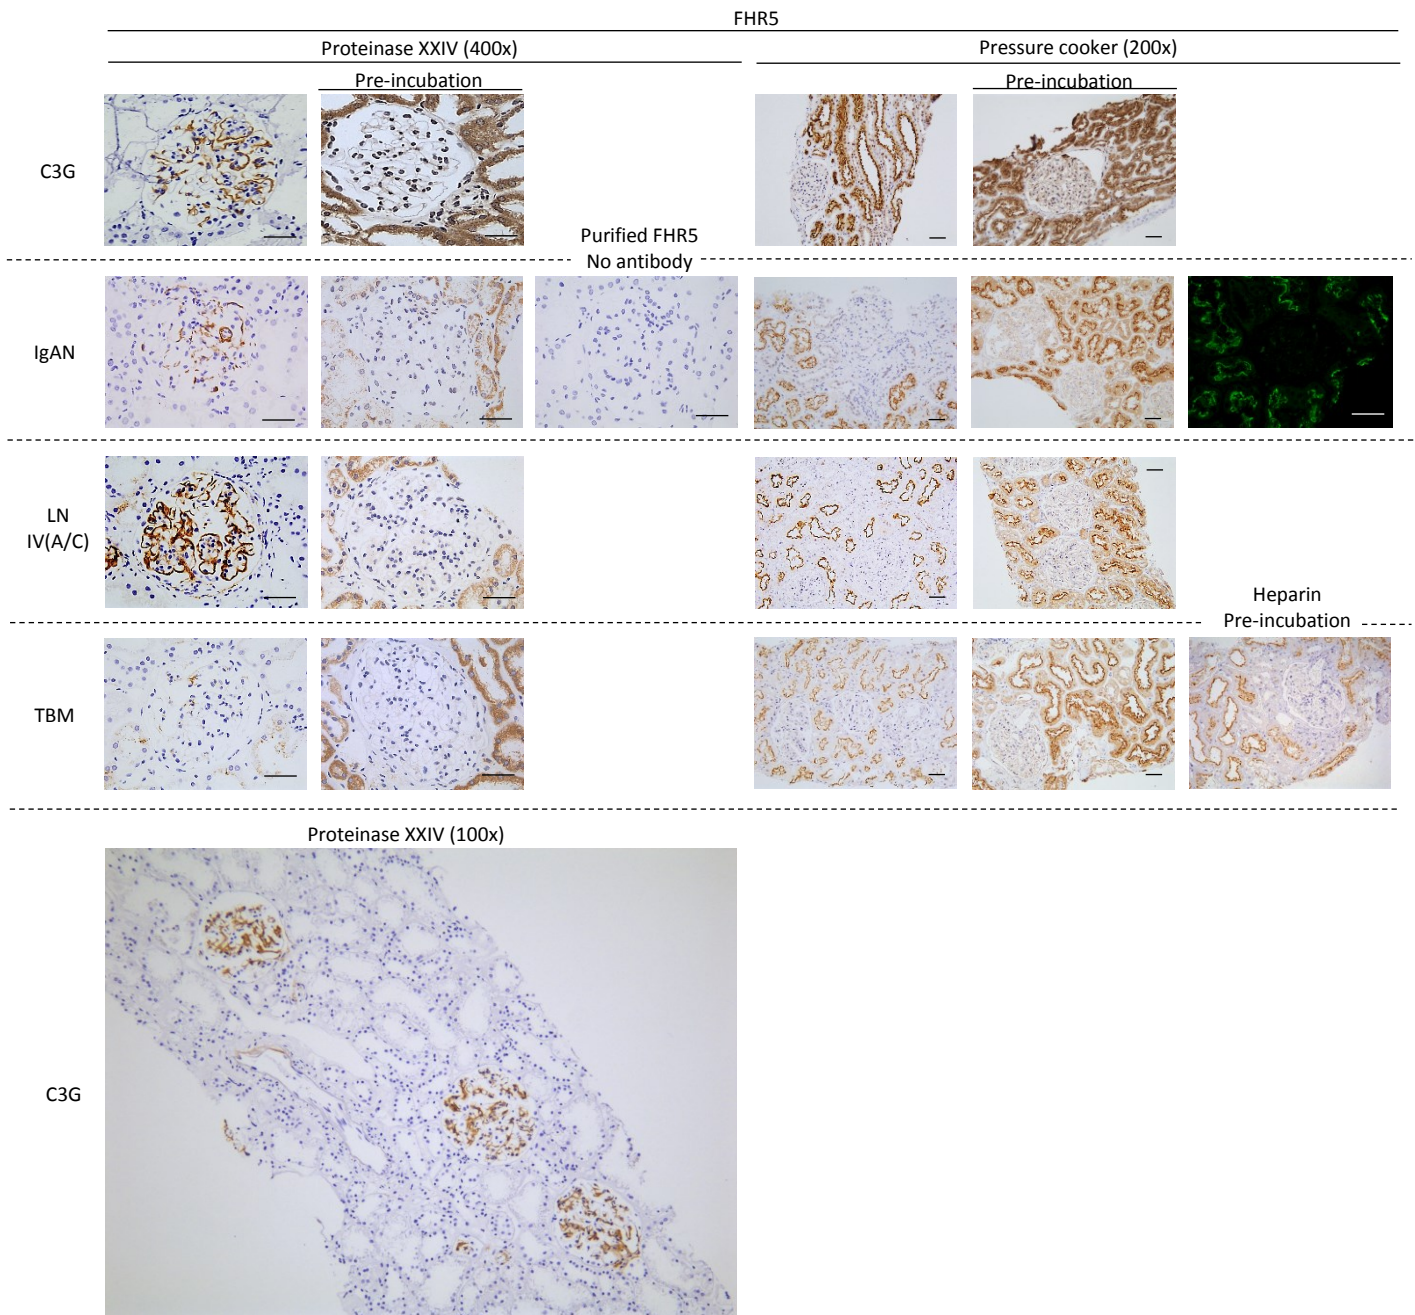 FHR5
Proteinase XXIV (400x)
Pressure cooker (200x)
Pre-incubation
Pre-incubation
C3G
Purified FHR5
No antibody
IgAN
LN
IV(A/C)
Heparin
Pre-incubation
TBM
Proteinase XXIV (100x)
C3G